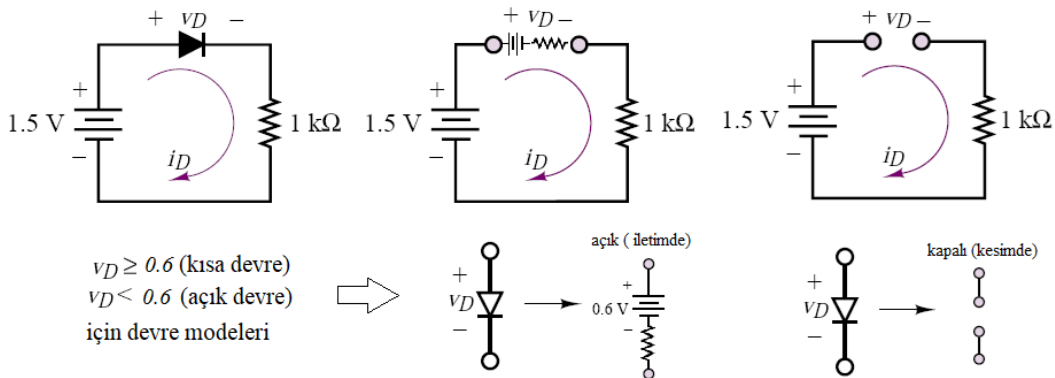 + vD −
+
1.5 V
−
iD
1 kΩ
+ vD −
+
1.5 V
−
iD
1 kΩ
+ vD −
+
1.5 V
−
iD
1 kΩ
vD ≥ 0.6 (kısa devre)
vD < 0.6 (açık devre)
için devre modeleri
+
vD
−
açık ( iletimde)
+
0.6 V
−
+
vD
−
kapalı (kesimde)